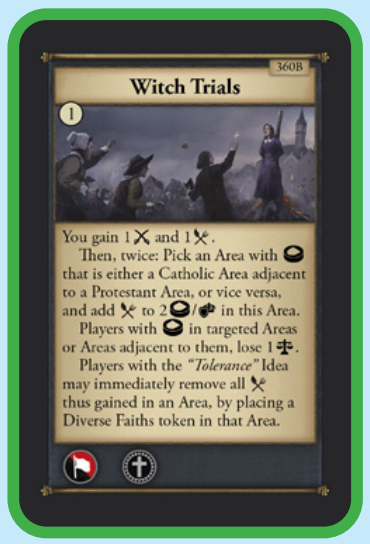 360B
Witch Trials
1
You gain 1 and 1 .
Then, twice: Pick an Area with
that is either a Catholic Area adjacent
to a Protestant Area, or vice versa,
and add to 2 / in this Area.
Players with in targeted Areas
or Areas adjacent to them, lose 1 .
Players with the "Tolerance" Idea
may immediately remove all
thus gained in an Area, by placing a
Diverse Faiths token in that Area.